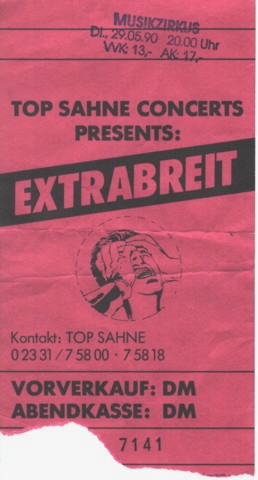 MUSIKZIRKUS
Di., 29.05.90 20.00 Uhr
VVK: 13,- AK: 17,-
TOP SAHNE CONCERTS
PRESENTS:
EXTRABREIT
Kontakt: TOP SAHNE
0 23 31 / 7 58 00 · 7 58 18
VORVERKAUF: DM
ABENDKASSE: DM
7141